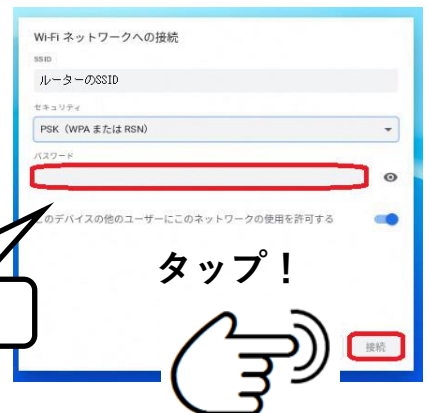 Wi-Fi ネットワークへの接続
SSID
ルーターのSSID
セキュリティ
PSK（WPA または RSN）
パスワード
このデバイスの他のユーザーにこのネットワークの使用を許可する
タップ！
接続